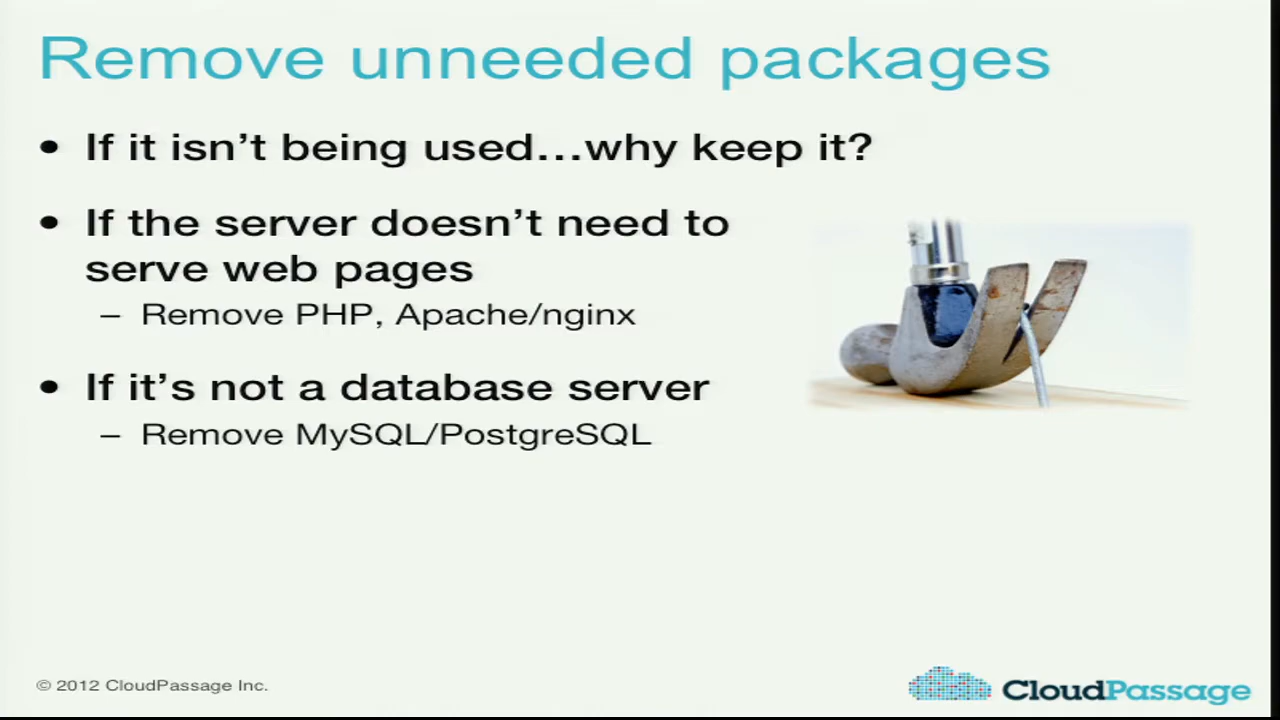 Remove unneeded packages
• If it isn’t being used…why keep it?
• If the server doesn’t need to
serve web pages
– Remove PHP, Apache/nginx
• If it’s not a database server
– Remove MySQL/PostgreSQL
© 2012 CloudPassage Inc.
CloudPassage